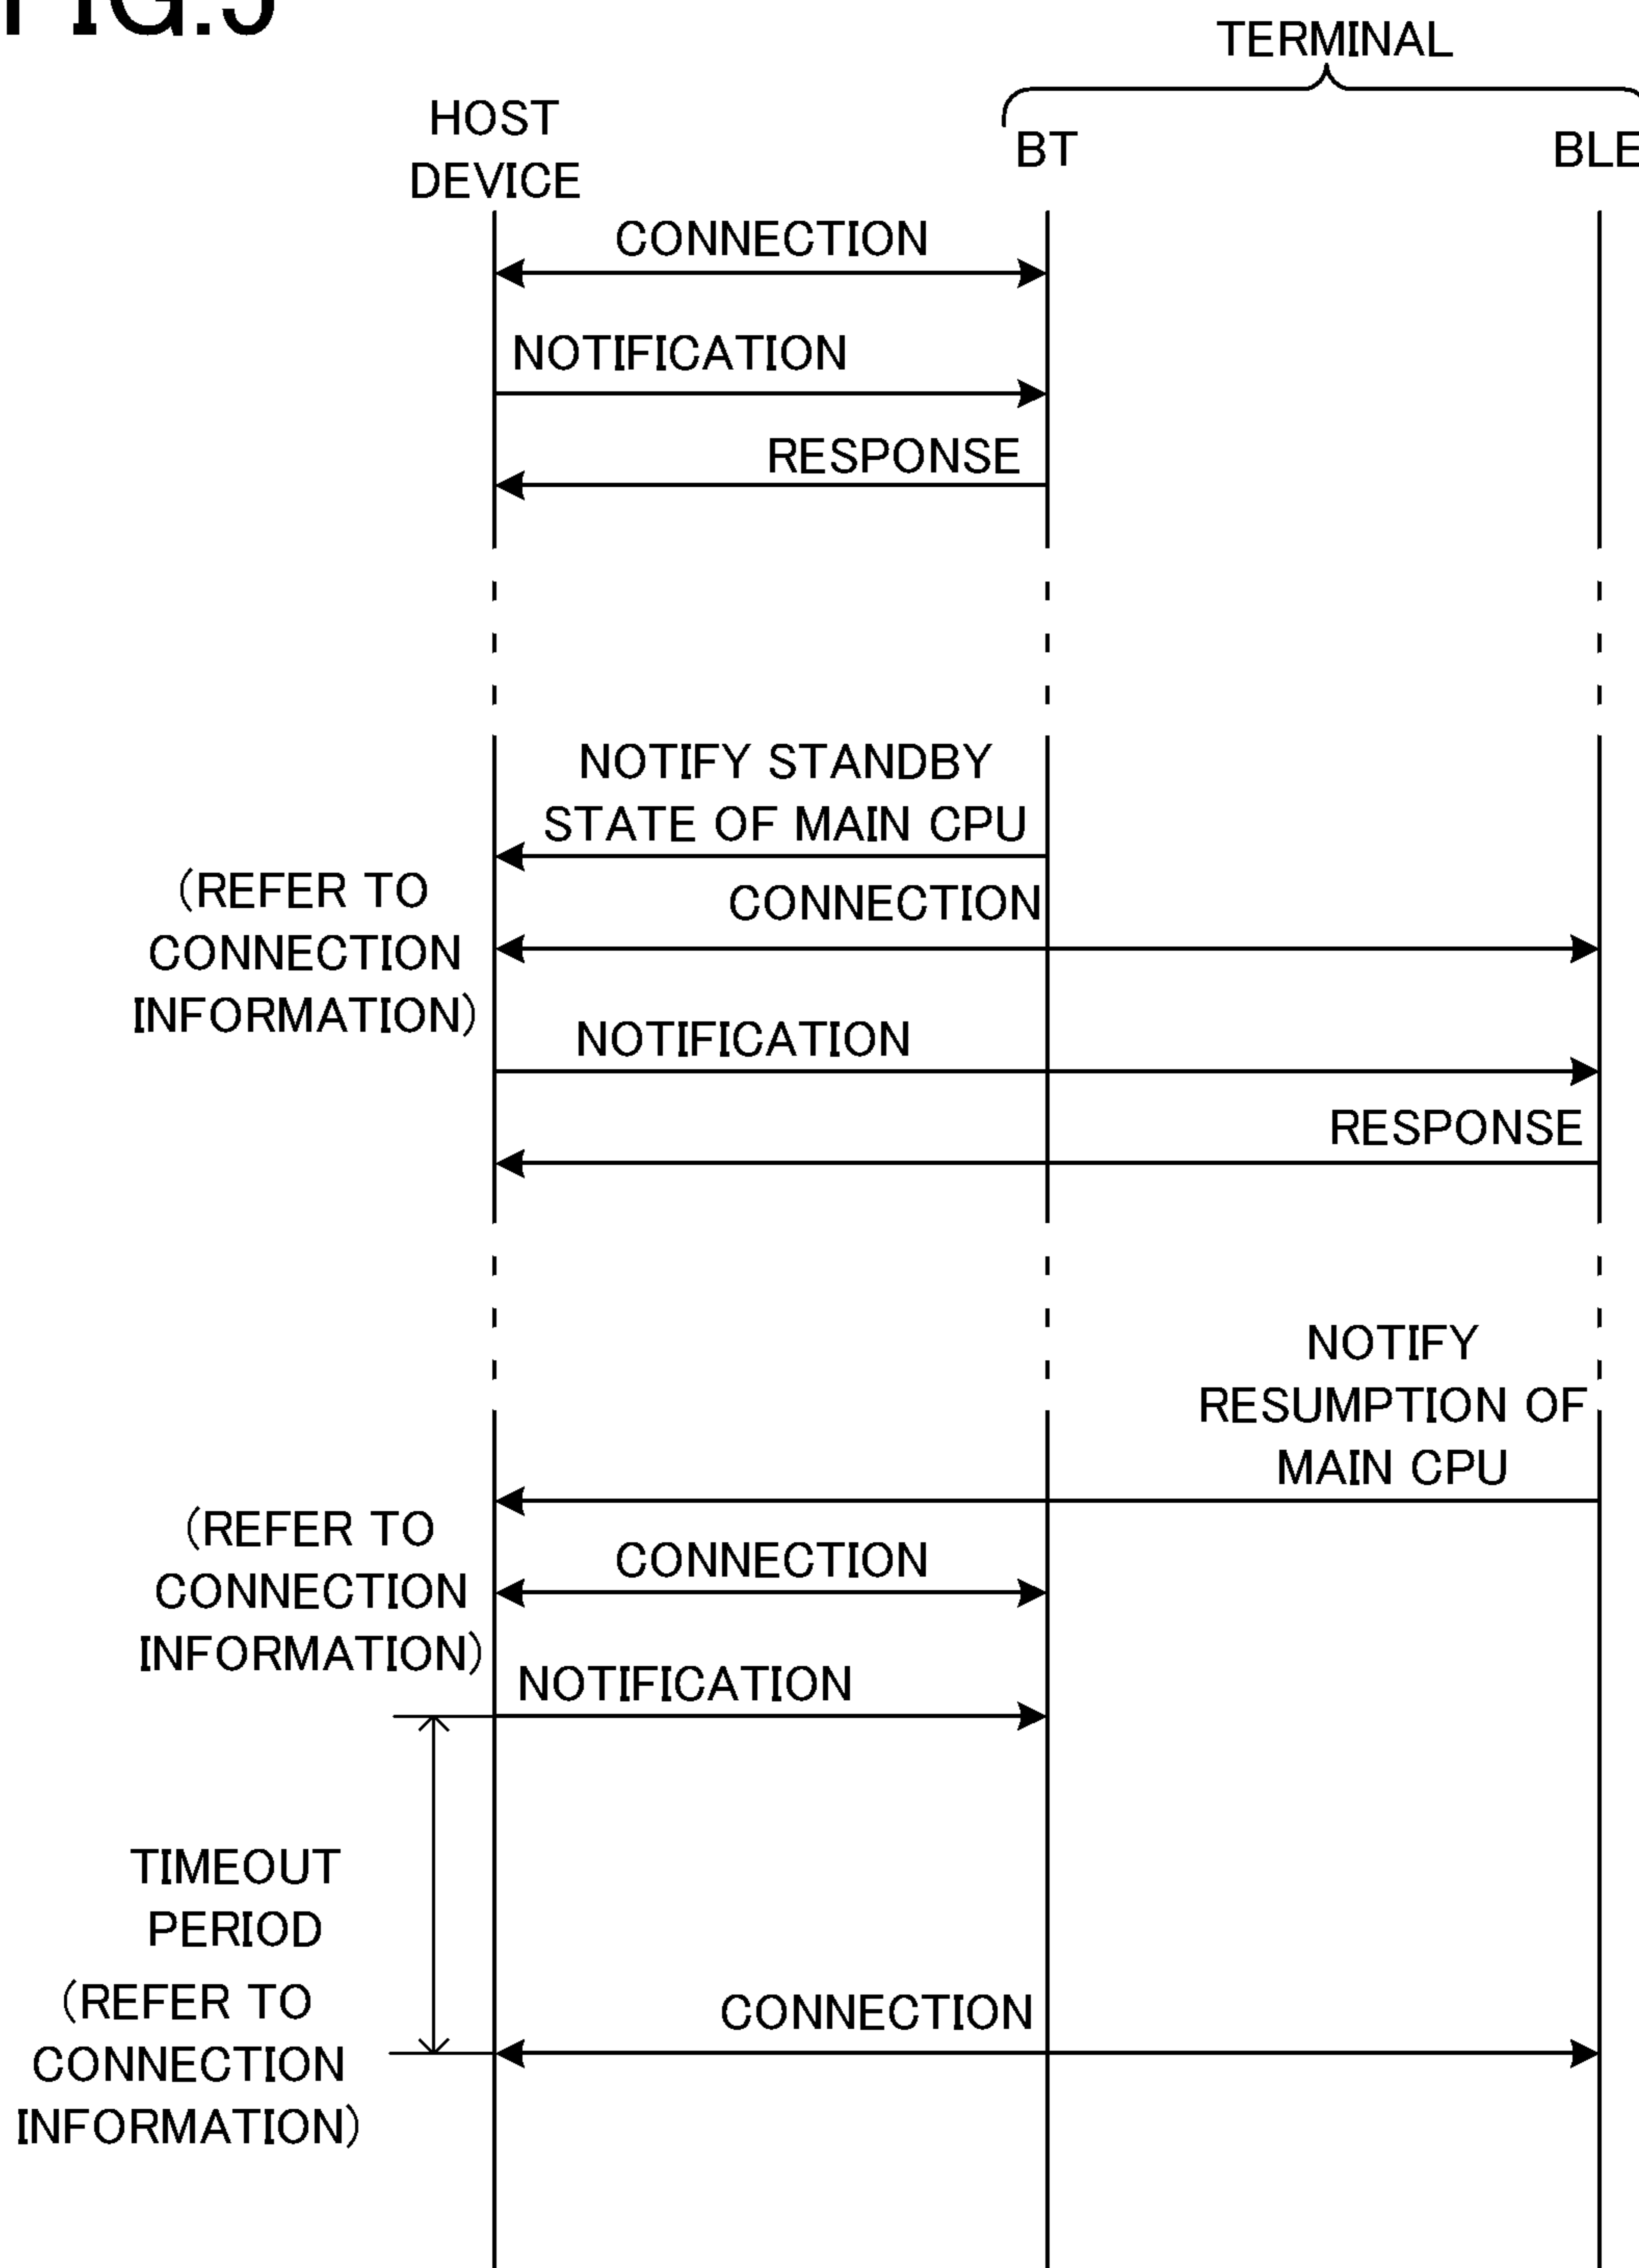 TERMINAL
HOST
DEVICE
BT
BLE
CONNECTION
NOTIFICATION
RESPONSE
NOTIFY STANDBY
STATE OF MAIN CPU
(REFER TO
CONNECTION
INFORMATION)
CONNECTION
NOTIFICATION
RESPONSE
NOTIFY
RESUMPTION OF
MAIN CPU
(REFER TO
CONNECTION
INFORMATION)
CONNECTION
NOTIFICATION
TIMEOUT
PERIOD
(REFER TO
CONNECTION
INFORMATION)
CONNECTION